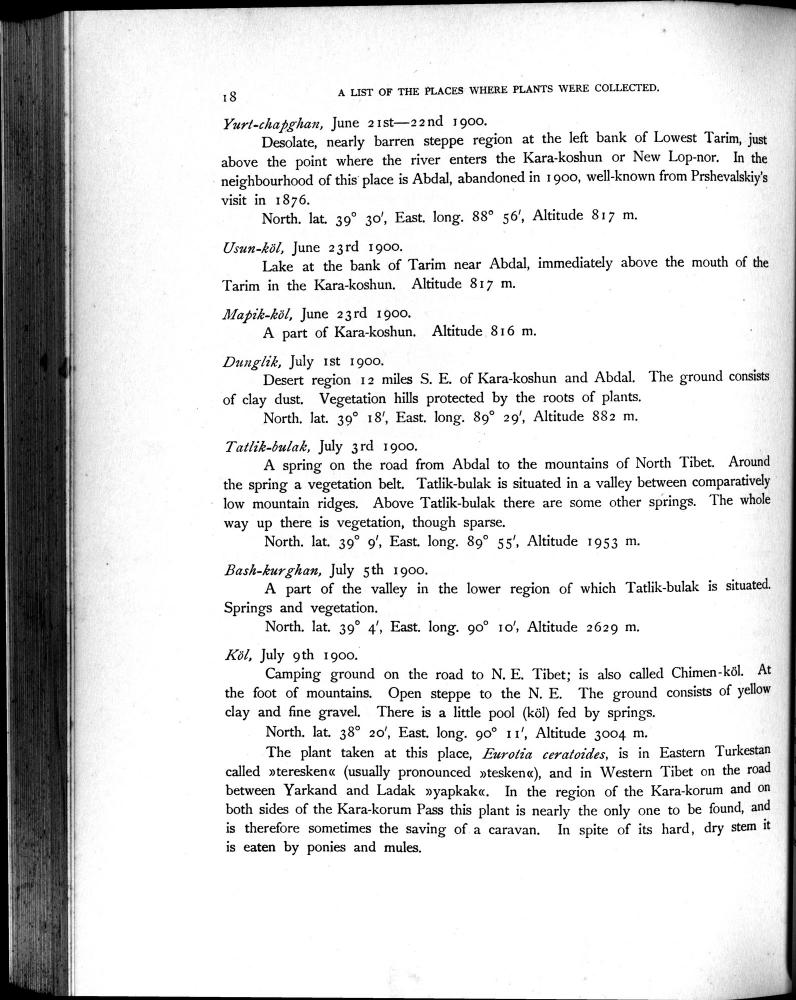 18
A LIST OF THE PLACES WHERE PLANTS WERE COLLECTED.
Yurt-chapghan, June 21st—22nd 1900.
Desolate, nearly barren steppe region at the left bank of Lowest Tarim, just
above the point where the river enters the Kara-koshun or New Lop-nor. In the
neighbourhood of this place is Abdal, abandoned in 1900, well-known from Prshevalskiy's
visit in 1876.
North. lat. 39° 30′, East. long. 88° 56′, Altitude 817 m.
Usun-köl, June 23rd 1900.
Lake at the bank of Tarim near Abdal, immediately above the mouth of the
Tarim in the Kara-koshun. Altitude 817 m.
Mapik-köl, June 23rd 1900.
A part of Kara-koshun. Altitude 816 m.
Dunglik, July 1st 1900.
Desert region 12 miles S. E. of Kara-koshun and Abdal. The ground consists
of clay dust. Vegetation hills protected by the roots of plants.
North. lat. 39° 18′, East. long. 89° 29′, Altitude 882 m.
Tatlik-bulak, July 3rd 1900.
A spring on the road from Abdal to the mountains of North Tibet. Around
the spring a vegetation belt. Tatlik-bulak is situated in a valley between comparatively
low mountain ridges. Above Tatlik-bulak there are some other springs. The whole
way up there is vegetation, though sparse.
North. lat. 39° 9′, East. long. 89° 55′, Altitude 1953 m.
Bash-kurghan, July 5th 1900.
A part of the valley in the lower region of which Tatlik-bulak is situated.
Springs and vegetation.
North. lat. 39° 4′, East. long. 90° 10′, Altitude 2629 m.
Köl, July 9th 1900.
Camping ground on the road to N. E. Tibet; is also called Chimen-köl. At
the foot of mountains. Open steppe to the N. E. The ground consists of yellow
clay and fine gravel. There is a little pool (köl) fed by springs.
North. lat. 38° 20′, East. long. 90° 11′, Altitude 3004 m.
The plant taken at this place, Eurotia ceratoides, is in Eastern Turkestan
called »teresken« (usually pronounced »tesken«), and in Western Tibet on the road
between Yarkand and Ladak »yapkak«. In the region of the Kara-korum and on
both sides of the Kara-korum Pass this plant is nearly the only one to be found, and
is therefore sometimes the saving of a caravan. In spite of its hard, dry stem it
is eaten by ponies and mules.